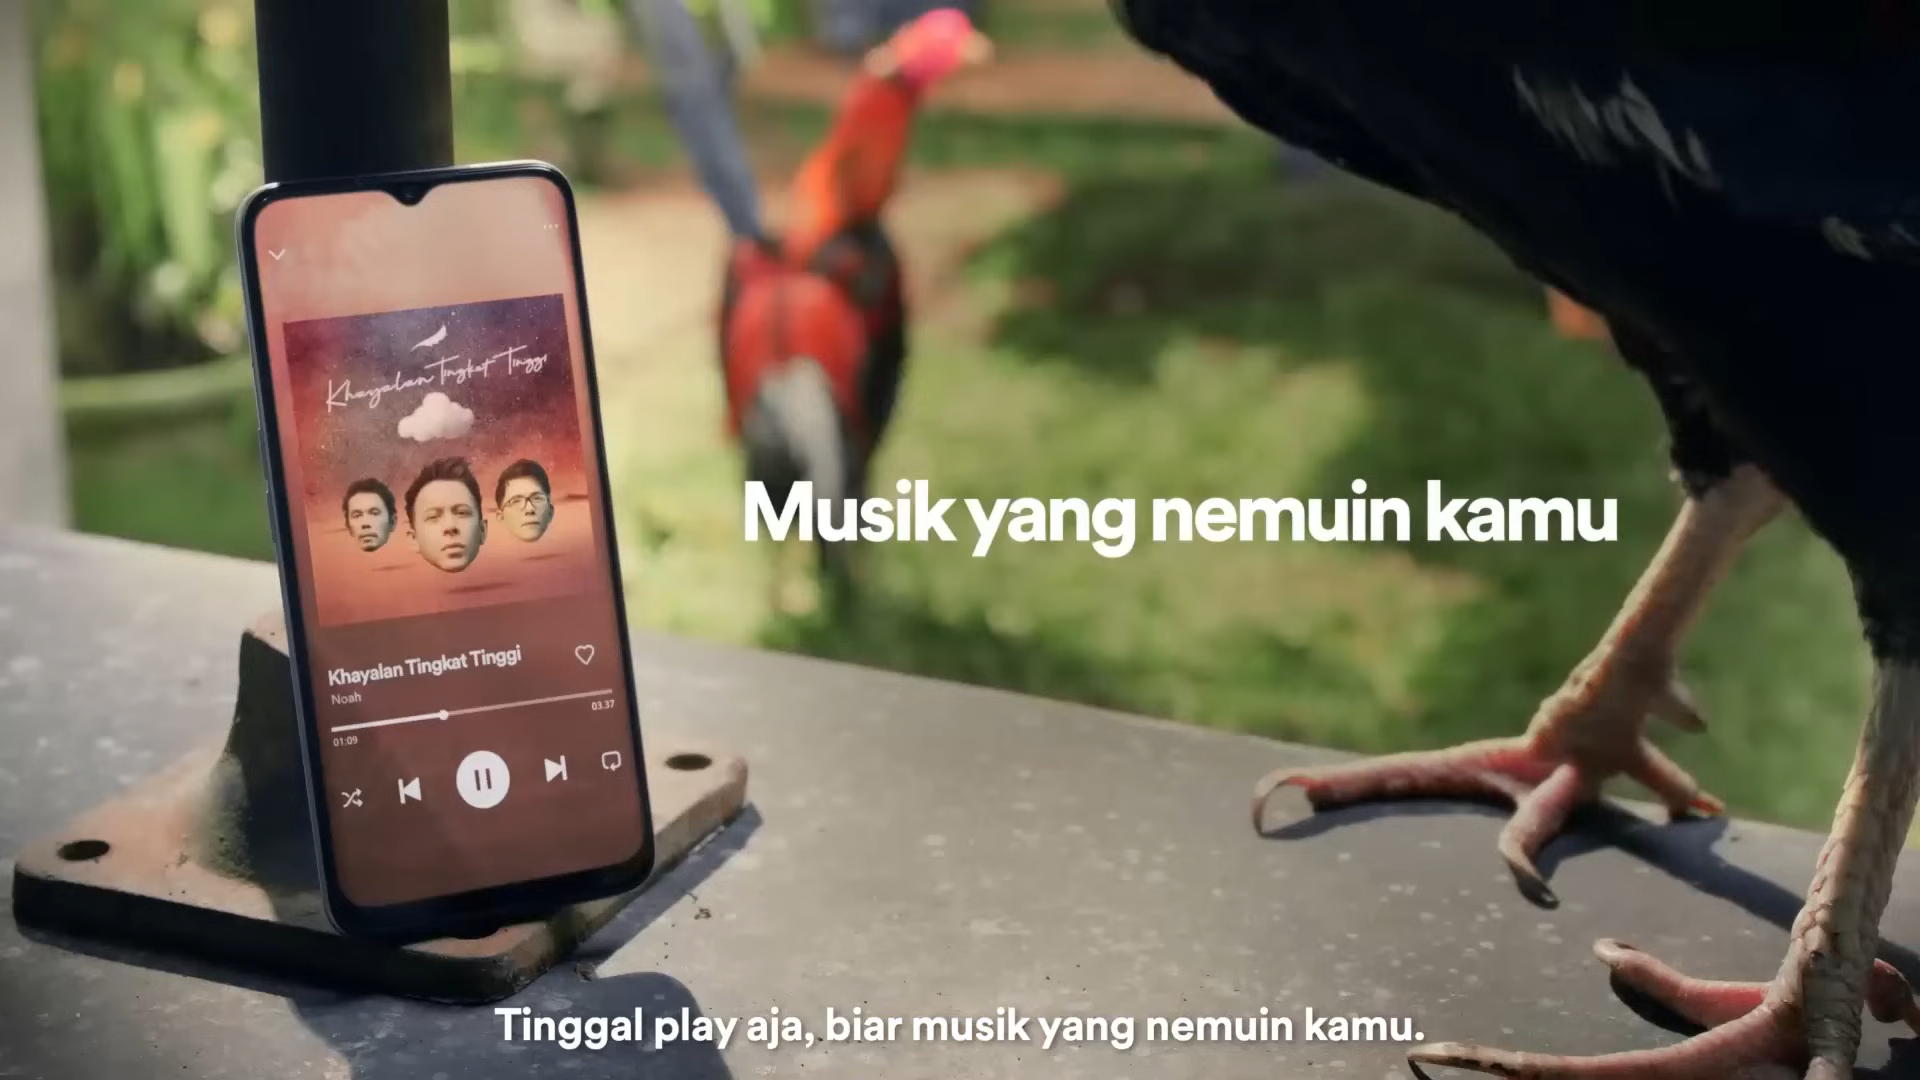 Khayalan Tingkat Tinggi
Khayalan Tingkat Tinggi
Noah
01:09
03.37
Musik yang nemuin kamu
Tinggal play aja, biar musik yang nemuin kamu.